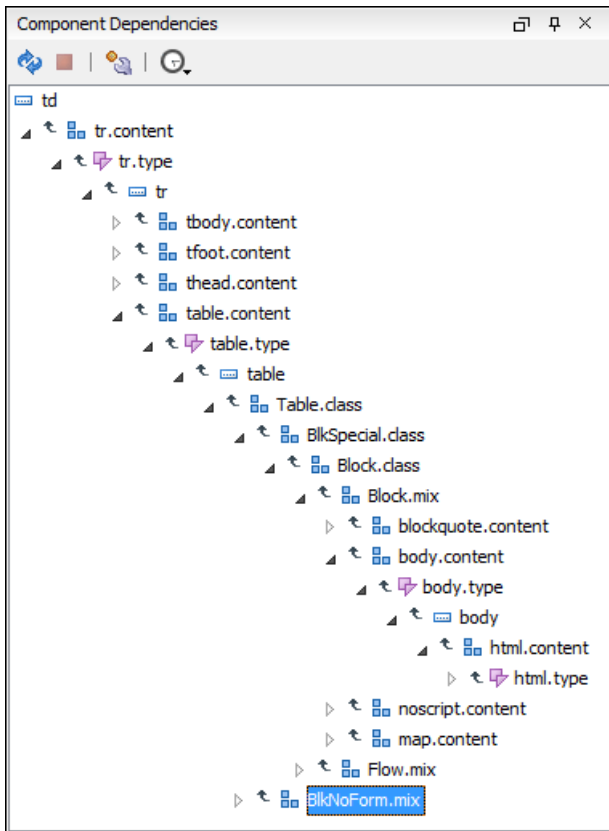 Component Dependencies
td
tr.content
tr.type
tr
tbody.content
tfoot.content
thead.content
table.content
table.type
table
Table.class
BlkSpecial.class
Block.class
Block.mix
blockquote.content
body.content
body.type
body
html.content
html.type
noscript.content
map.content
Flow.mix
BlkNoForm.mix